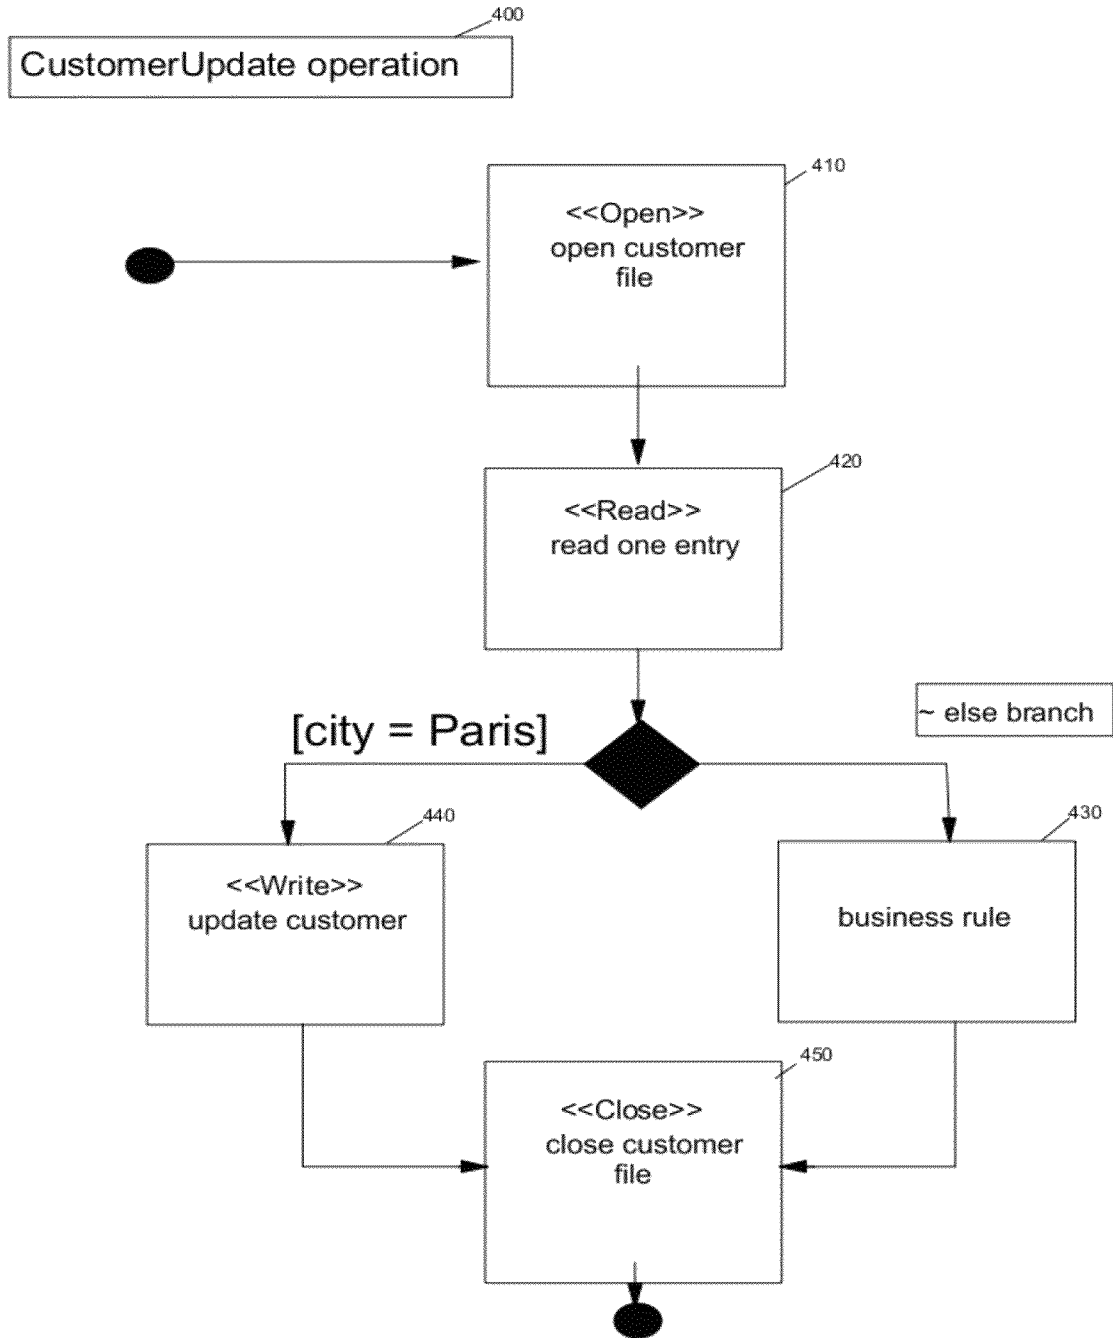 400
CustomerUpdate operation
410
<<Open>>
open customer
file
420
<<Read>>
read one entry
~ else branch
[city = Paris]
440
430
<<Write>>
update customer
business rule
450
<<Close>>
close customer
file